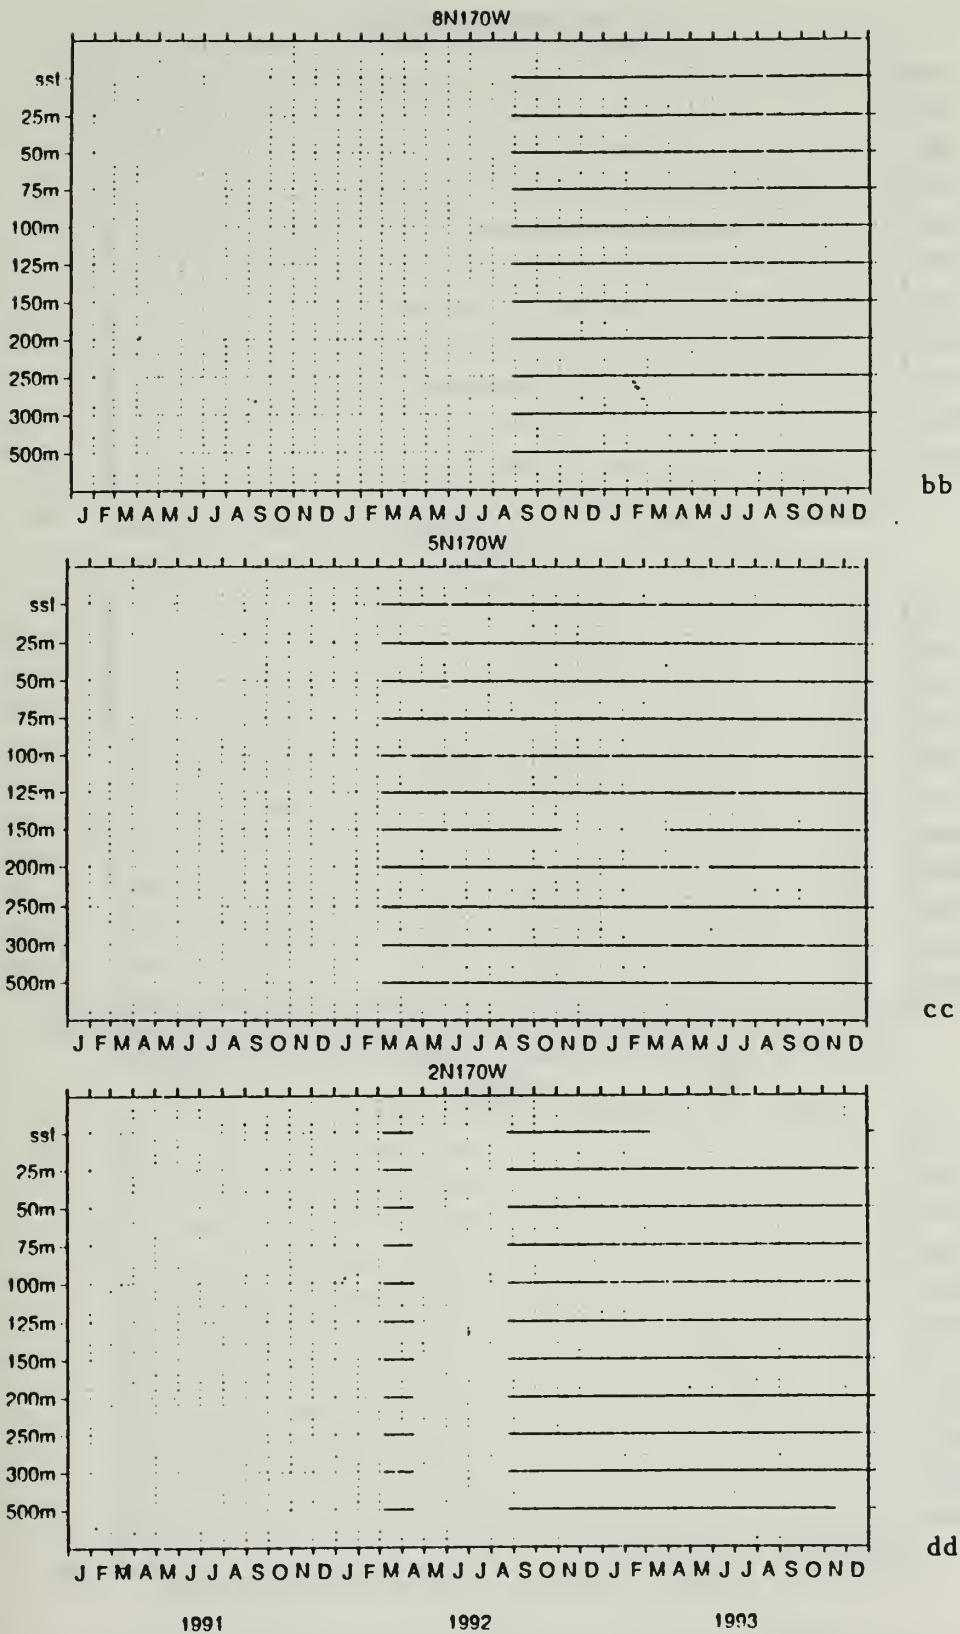 8N170W
sst
25m
50m
75m
100m
125m
150m
200m
250m
300m
500m
bb
J F M A M J J A S O N D J F M A M J J A S O N D J F M A M J J A S O N D
5N170W
sst
25m
50m
75m
100m
125m
150m
200m
250m
300m
500m
cc
J F M A M J J A S O N D J F M A M J J A S O N D J F M A M J J A S O N D
2N170W
sst
25m
50m
75m
100m
125m
150m
200m
250m
300m
500m
dd
J F M A M J J A S O N D J F M A M J J A S O N D J F M A M J J A S O N D
1991 1992 1993